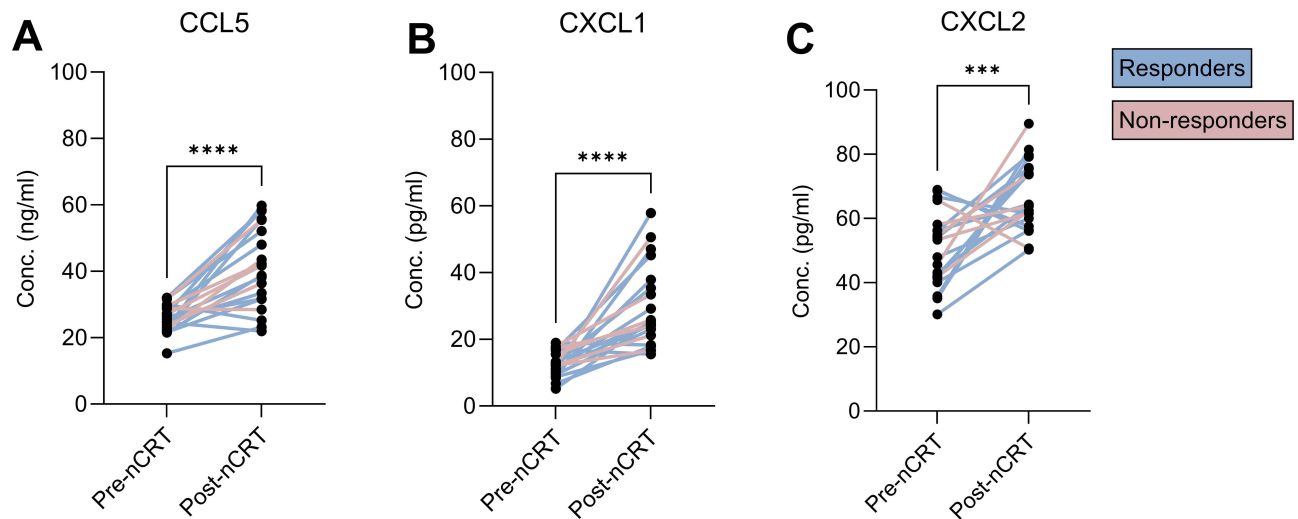 A
CCL5
Conc. (ng/ml)
100
80
60
40
20
0
****
Pre-nCRT
Post-nCRT
B
CXCL1
Conc. (pg/ml)
100
80
60
40
20
0
****
Pre-nCRT
Post-nCRT
C
CXCL2
Conc. (pg/ml)
100
80
60
40
20
0
***
Pre-nCRT
Post-nCRT
Responders
Non-responders